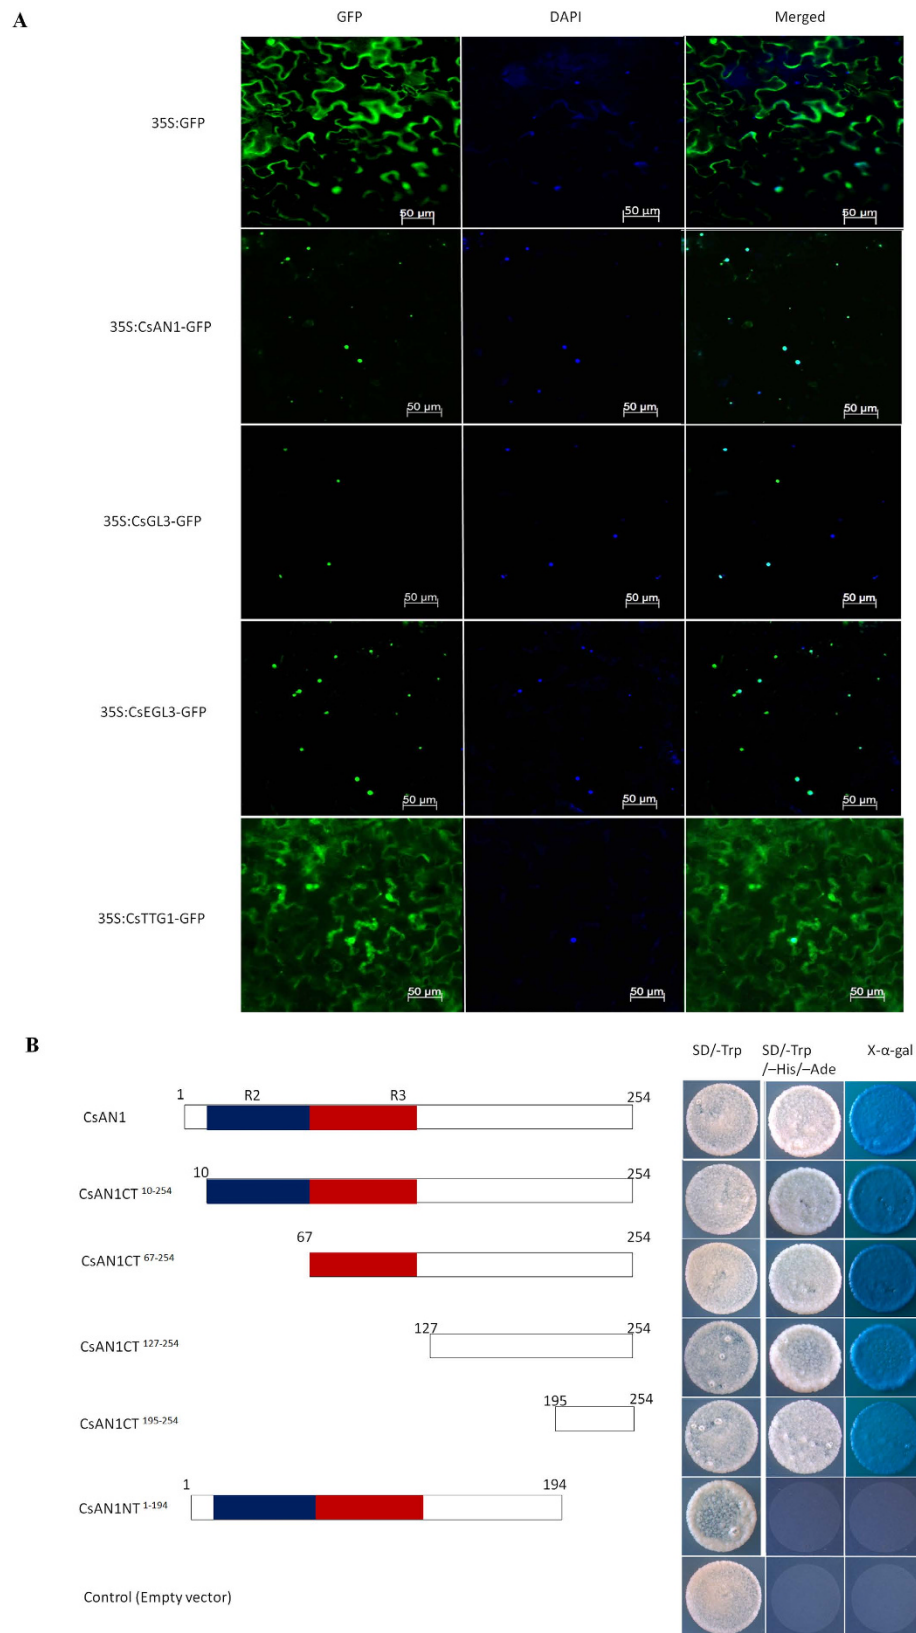 A
GFP DAPI Merged
35S:GFP
50 µm 50 µm 50 µm
35S:CsAN1-GFP
50 µm 50 µm 50 µm
35S:CsGL3-GFP
50 µm 50 µm 50 µm
35S:CsEGL3-GFP
50 µm 50 µm 50 µm
35S:CsTTG1-GFP
50 µm 50 µm 50 µm
B
SD/-Trp SD/-Trp X-α-gal
/–His/–Ade
1 R2 R3 254
CsAN1
10 254
CsAN1CT 10-254
67 254
CsAN1CT 67-254
127 254
CsAN1CT 127-254
195 254
CsAN1CT 195-254
1 194
CsAN1NT 1-194
Control (Empty vector)